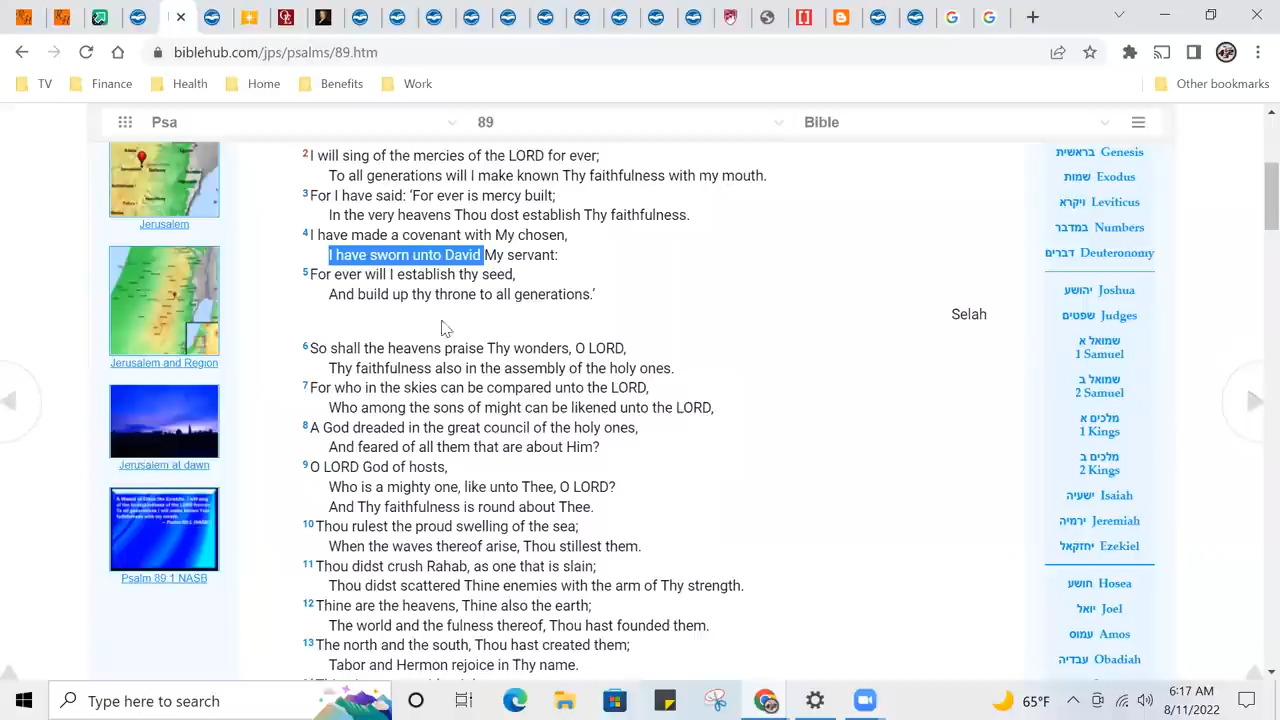 biblehub.com/jps/psalms/89.htm
TV
Finance
Health
Home
Benefits
Work
Other bookmarks
Psa
89
Bible
Jerusalem
Jerusalem and Region
Jerusalem at dawn
Psalm 89:1 NASB
2 I will sing of the mercies of the LORD for ever;
To all generations will I make known Thy faithfulness with my mouth.
3 For I have said: ‘For ever is mercy built;
In the very heavens Thou dost establish Thy faithfulness.
4 I have made a covenant with My chosen,
I have sworn unto David My servant:
5 For ever will I establish thy seed,
And build up thy throne to all generations.’
Selah
6 So shall the heavens praise Thy wonders, O LORD,
Thy faithfulness also in the assembly of the holy ones.
7 For who in the skies can be compared unto the LORD,
Who among the sons of might can be likened unto the LORD,
8 A God dreaded in the great council of the holy ones,
And feared of all them that are about Him?
9 O LORD God of hosts,
Who is a mighty one, like unto Thee, O LORD?
And Thy faithfulness is round about Thee.
10 Thou rulest the proud swelling of the sea;
When the waves thereof arise, Thou stillest them.
11 Thou didst crush Rahab, as one that is slain;
Thou didst scattered Thine enemies with the arm of Thy strength.
12 Thine are the heavens, Thine also the earth;
The world and the fulness thereof, Thou hast founded them.
13 The north and the south, Thou hast created them;
Tabor and Hermon rejoice in Thy name.
בראשית Genesis
שמות Exodus
ויקרא Leviticus
במדבר Numbers
דברים Deuteronomy
יהושע Joshua
שפטים Judges
שמואל א
1 Samuel
שמואל ב
2 Samuel
מלכים א
1 Kings
מלכים ב
2 Kings
ישעיה Isaiah
ירמיה Jeremiah
יחזקאל Ezekiel
הושע Hosea
יואל Joel
עמוס Amos
עבדיה Obadiah
Type here to search
65°F
6:17 AM
8/11/2022